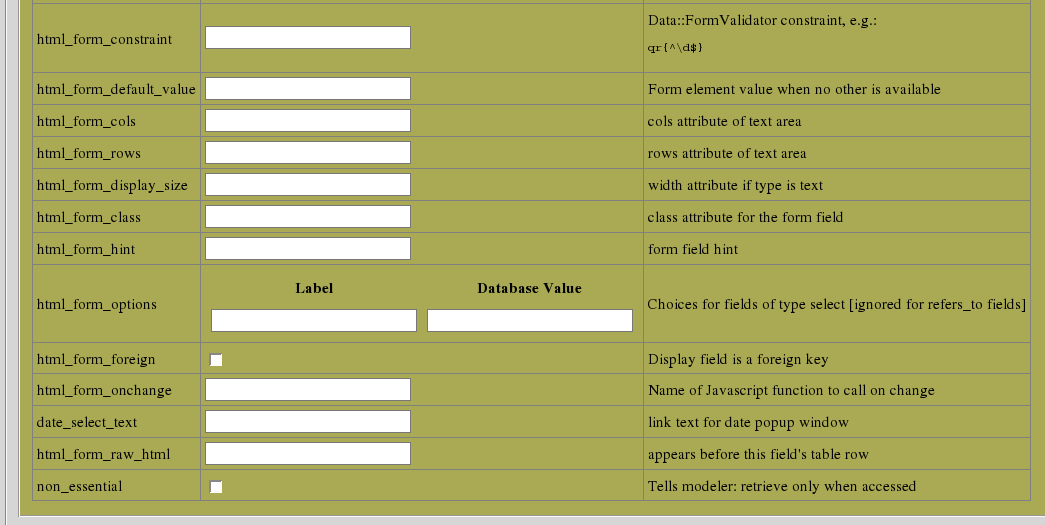 html_form_constraint
Data::FormValidator constraint, e.g.:
qr{^\d$}
html_form_default_value
Form element value when no other is available
html_form_cols
cols attribute of text area
html_form_rows
rows attribute of text area
html_form_display_size
width attribute if type is text
html_form_class
class attribute for the form field
html_form_hint
form field hint
html_form_options
Label
Database Value
Choices for fields of type select [ignored for refers_to fields]
html_form_foreign
Display field is a foreign key
html_form_onchange
Name of Javascript function to call on change
date_select_text
link text for date popup window
html_form_raw_html
appears before this field's table row
non_essential
Tells modeler: retrieve only when accessed